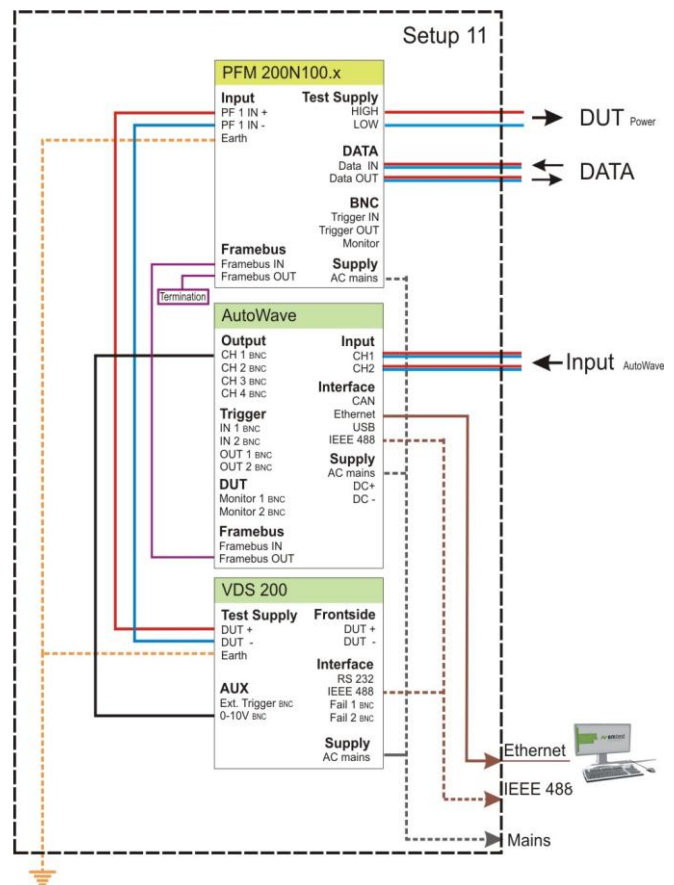 Setup 11
PFM 200N100.x
Input
PF 1 IN +
PF 1 IN -
Earth
Test Supply
HIGH
LOW
DATA
Data IN
Data OUT
BNC
Trigger IN
Trigger OUT
Monitor
Framebus
Framebus IN
Framebus OUT
Supply
AC mains
Termination
DUT Power
DATA
AutoWave
Output
CH 1 BNC
CH 2 BNC
CH 3 BNC
CH 4 BNC
Input
CH1
CH2
Interface
CAN
Ethernet
USB
IEEE 488
Trigger
IN 1 BNC
IN 2 BNC
OUT 1 BNC
OUT 2 BNC
Supply
AC mains
DC+
DC -
DUT
Monitor 1 BNC
Monitor 2 BNC
Framebus
Framebus IN
Framebus OUT
Input AutoWave
VDS 200
Test Supply
DUT +
DUT -
Earth
Frontside
DUT +
DUT -
Interface
RS 232
IEEE 488
Fail 1 BNC
Fail 2 BNC
AUX
Ext. Trigger BNC
0-10V BNC
Supply
AC mains
Ethernet
IEEE 488
Mains